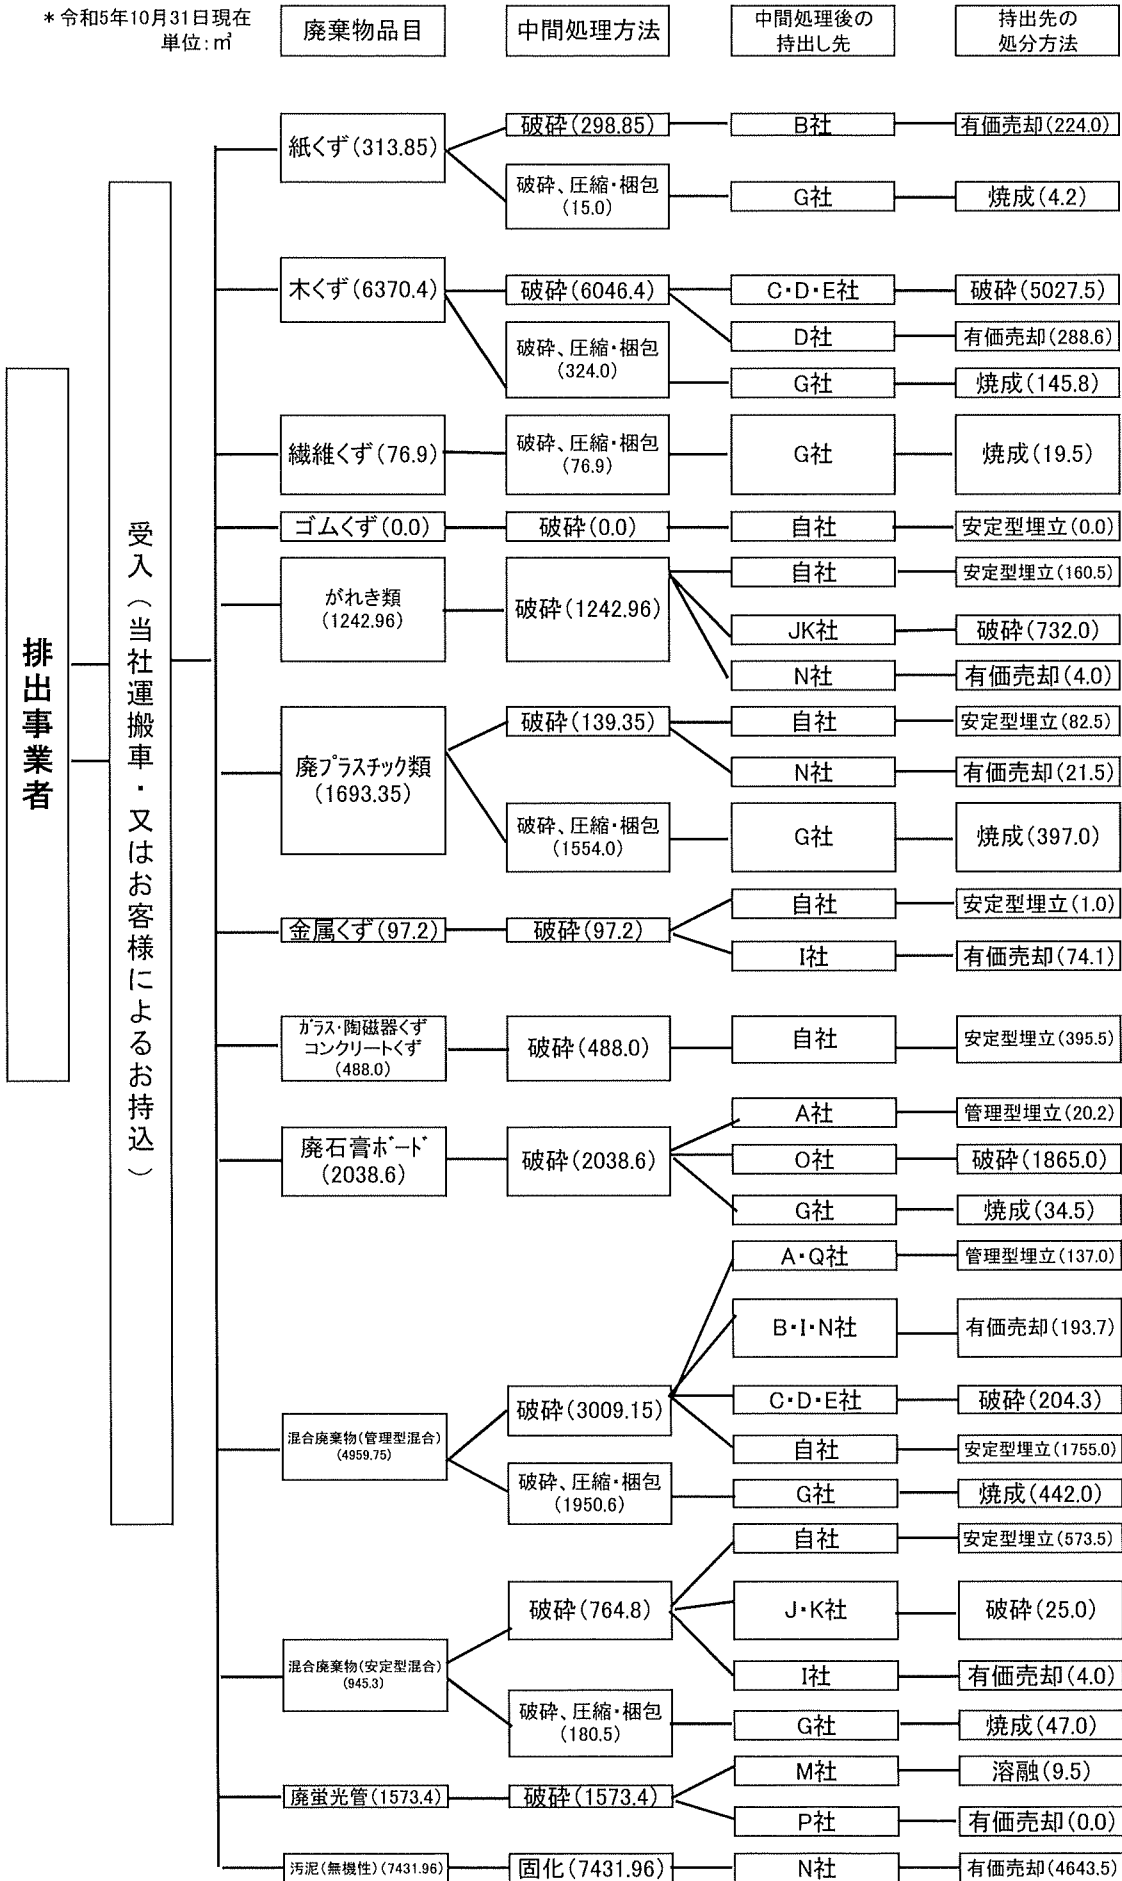 *令和5年10月31日現在
単位:㎥
廃棄物品目
中間処理方法
中間処理後の
持出し先
持出先の
処分方法
排出事業者
受入(当社運搬車・又はお客様によるお持込)
紙くず(313.85)
破砕(298.85)
B社
有価売却(224.0)
破砕、圧縮・梱包
(15.0)
G社
焼成(4.2)
木くず(6370.4)
破砕(6046.4)
C・D・E社
破砕(5027.5)
D社
有価売却(288.6)
破砕、圧縮・梱包
(324.0)
G社
焼成(145.8)
繊維くず(76.9)
破砕、圧縮・梱包
(76.9)
G社
焼成(19.5)
ゴムくず(0.0)
破砕(0.0)
自社
安定型埋立(0.0)
がれき類
(1242.96)
破砕(1242.96)
自社
安定型埋立(160.5)
JK社
破砕(732.0)
N社
有価売却(4.0)
廃プラスチック類
(1693.35)
破砕(139.35)
自社
安定型埋立(82.5)
N社
有価売却(21.5)
破砕、圧縮・梱包
(1554.0)
G社
焼成(397.0)
金属くず(97.2)
破砕(97.2)
自社
安定型埋立(1.0)
I社
有価売却(74.1)
ガラス・陶磁器くず
コンクリートくず
(488.0)
破砕(488.0)
自社
安定型埋立(395.5)
廃石膏ボード
(2038.6)
破砕(2038.6)
A社
管理型埋立(20.2)
O社
破砕(1865.0)
G社
焼成(34.5)
混合廃棄物(管理型混合)
(4959.75)
破砕(3009.15)
A・Q社
管理型埋立(137.0)
B・I・N社
有価売却(193.7)
C・D・E社
破砕(204.3)
自社
安定型埋立(1755.0)
破砕、圧縮・梱包
(1950.6)
G社
焼成(442.0)
混合廃棄物(安定型混合)
(945.3)
破砕(764.8)
自社
安定型埋立(573.5)
J・K社
破砕(25.0)
I社
有価売却(4.0)
破砕、圧縮・梱包
(180.5)
G社
焼成(47.0)
廃蛍光管(1573.4)
破砕(1573.4)
M社
溶融(9.5)
P社
有価売却(0.0)
汚泥(無機性)(7431.96)
固化(7431.96)
N社
有価売却(4643.5)